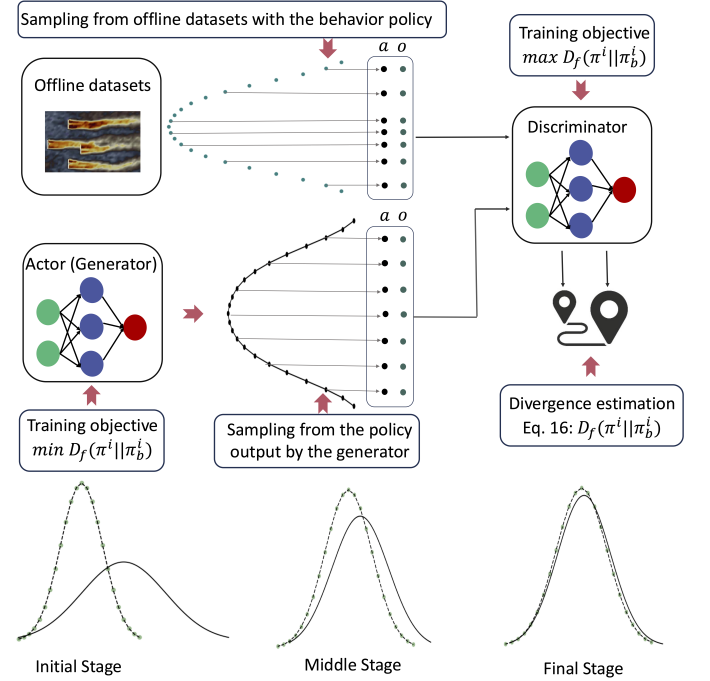 Sampling from offline datasets with the behavior policy
a o
Training objective
max D_f(π^i||π_b^i)
Offline datasets
Discriminator
a o
Actor (Generator)
Training objective
min D_f(π^i||π_b^i)
Sampling from the policy
output by the generator
Divergence estimation
Eq. 16: D_f(π^i||π_b^i)
Initial Stage
Middle Stage
Final Stage